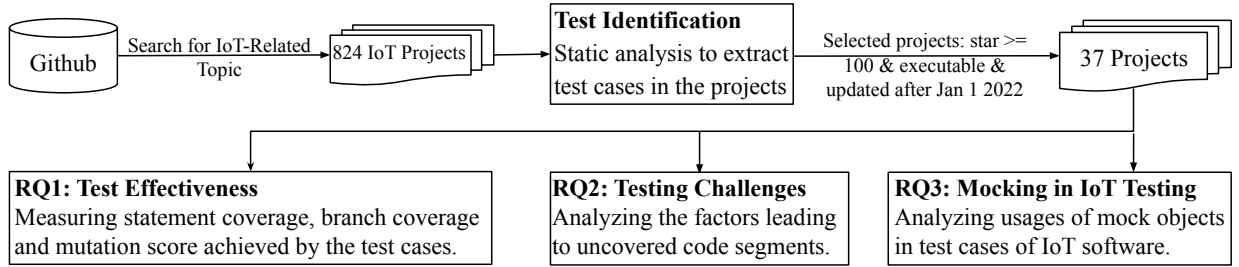 Github
Search for IoT-Related
Topic
824 IoT Projects
Test Identification
Static analysis to extract
test cases in the projects
Selected projects: star >=
100 & executable &
updated after Jan 1 2022
37 Projects
RQ1: Test Effectiveness
Measuring statement coverage, branch coverage
and mutation score achieved by the test cases.
RQ2: Testing Challenges
Analyzing the factors leading
to uncovered code segments.
RQ3: Mocking in IoT Testing
Analyzing usages of mock objects
in test cases of IoT software.